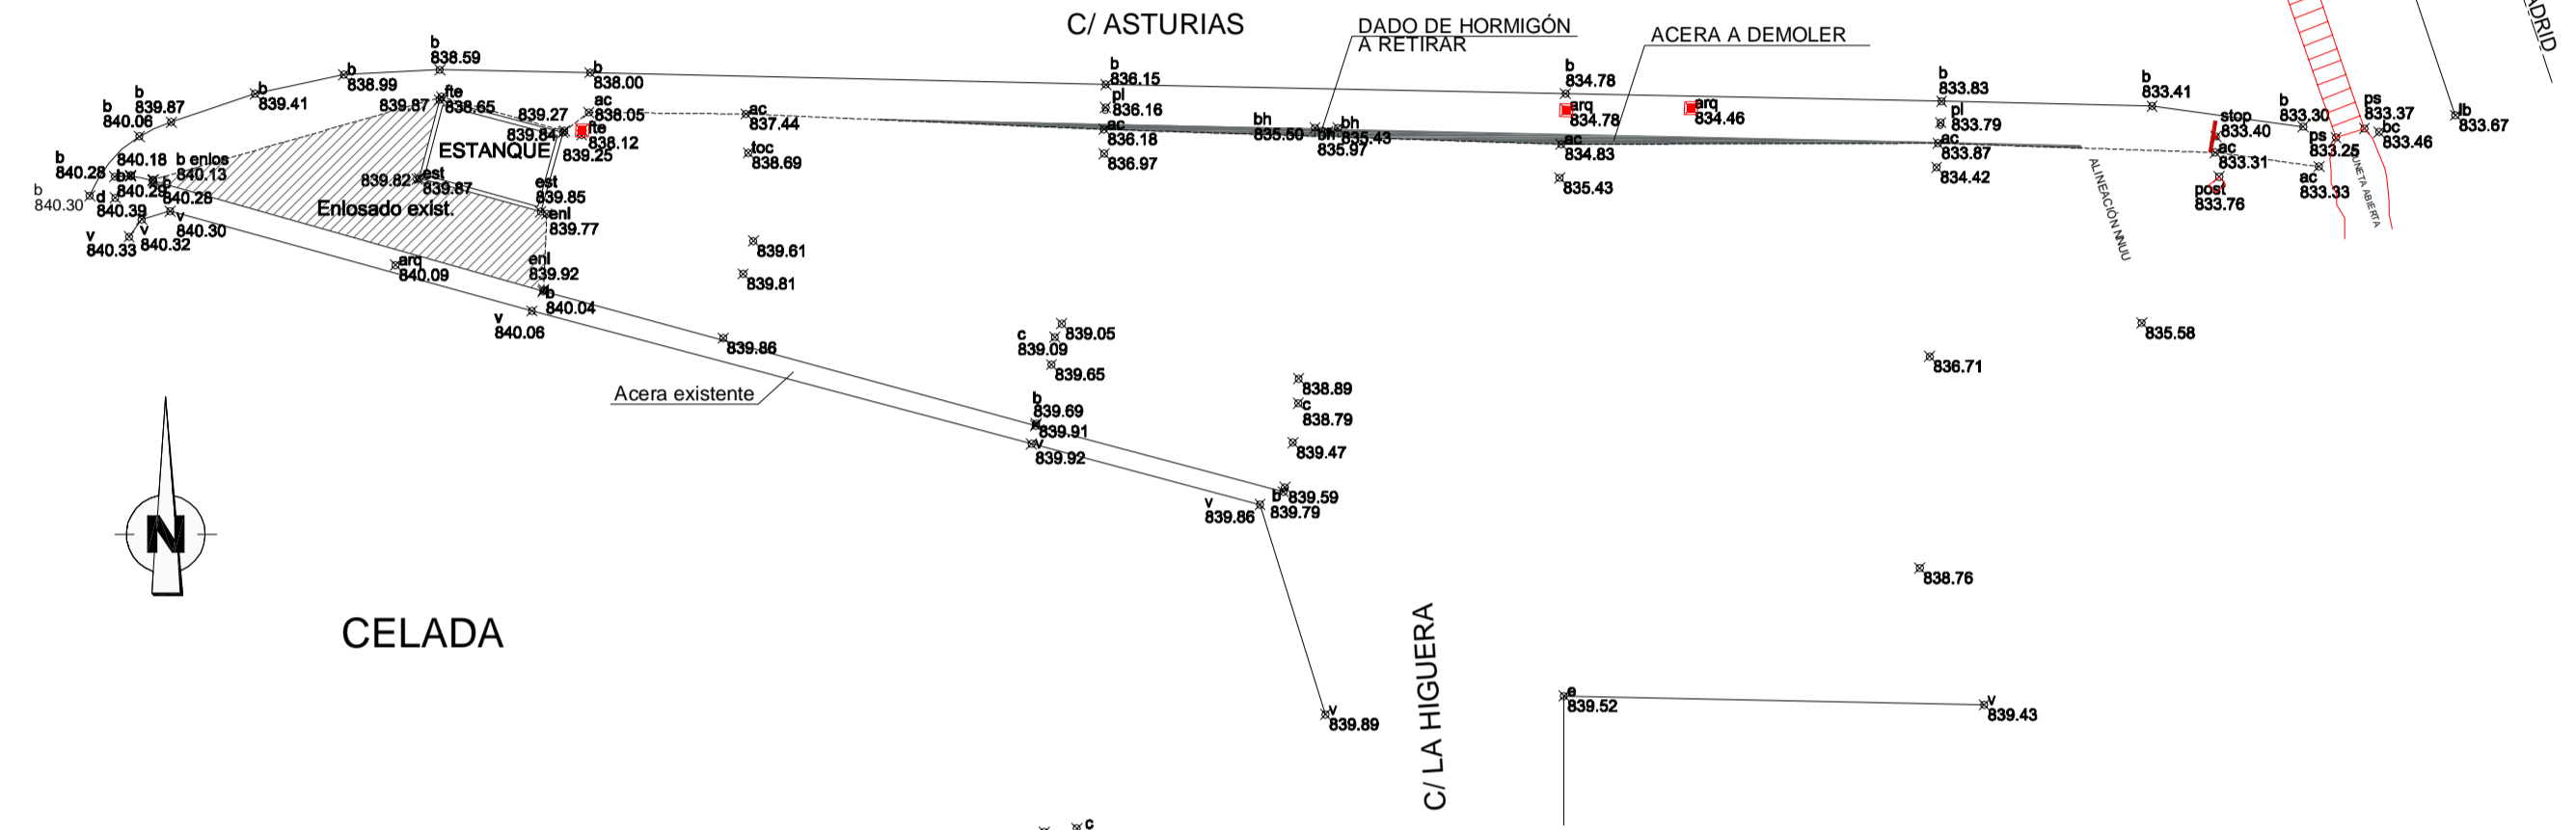 C/ ASTURIAS
DADO DE HORMIGÓN
A RETIRAR
ACERA A DEMOLER
b
838.59
b
838.99
b
839.41
b
839.87
b
840.06
b
838.00
b
836.15
b
834.78
b
833.83
b
833.41
b
833.30
ps
833.37
bc
833.46
lb
833.67
fte
838.65
839.87
839.27
ac
838.05
839.84
fte
838.12
839.25
ac
837.44
pl
836.16
ac
836.18
836.97
bh
835.50
bh
835.43
bh
835.97
arq
834.78
arq
834.46
ac
834.83
835.43
pl
833.79
ac
833.87
834.42
stop
833.40
ac
833.31
post
833.76
ps
833.25
ac
833.33
ESTANQUE
toc
838.69
b
840.28
840.18
b enlos
840.13
b
840.29
b
840.28
b
840.30
d
840.39
v
840.30
v
840.32
v
840.33
839.82
est
839.87
est
839.85
Enlosado exist.
enl
839.77
enl
839.92
arq
840.09
b
840.04
v
840.06
839.61
839.81
ALINEACIÓN NNUU
CUNETA ABIERTA
839.86
839.05
c
839.09
839.65
838.89
c
838.79
839.47
835.58
836.71
Acera existente
b
839.69
839.91
v
839.92
839.59
b
839.79
v
839.86
N
838.76
CELADA
C/ LA HIGUERA
v
839.89
e
839.52
v
839.43
c